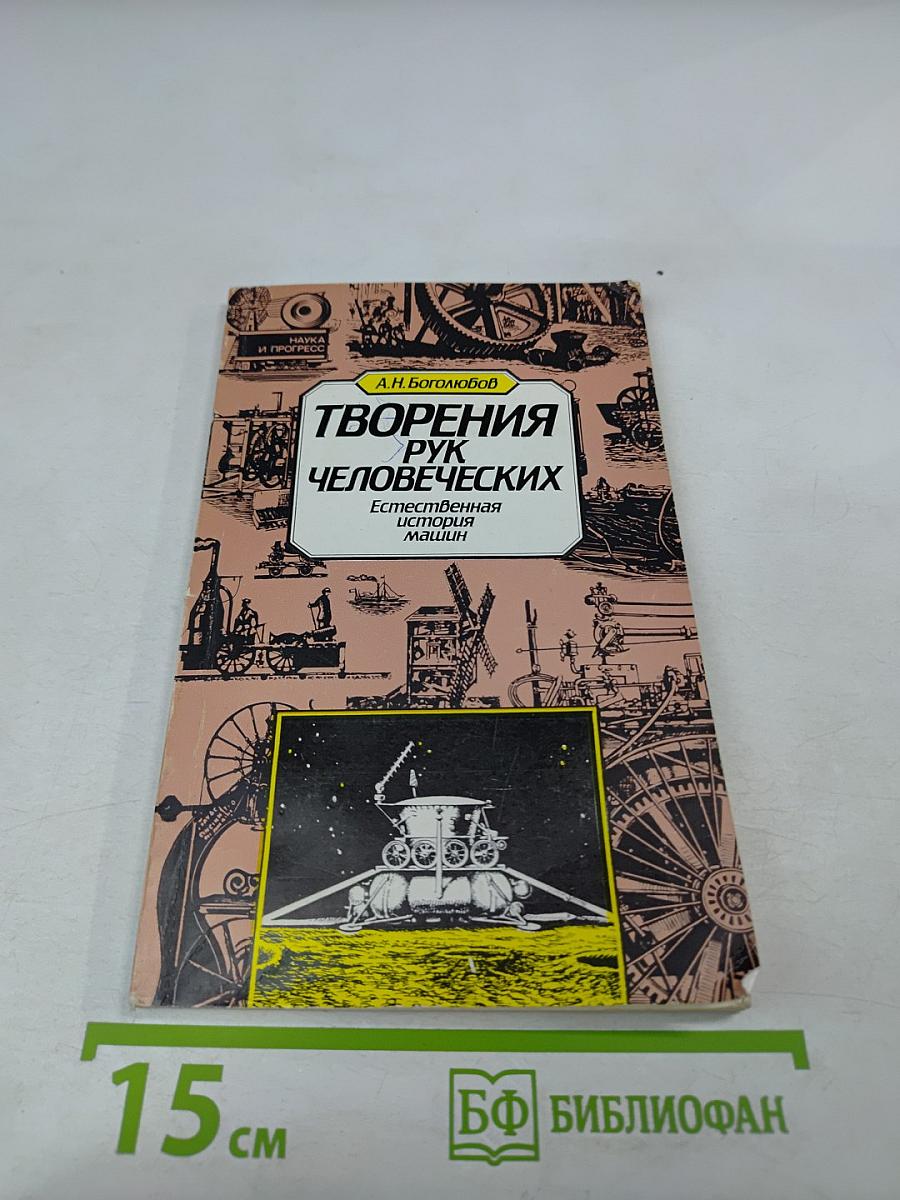 НАУКА
И ПРОГРЕСС
А.Н. Боголюбов
ТВОРЕНИЯ
РУК
ЧЕЛОВЕЧЕСКИХ
Естественная
история
машин
15 см
БФ БИБЛИОФАН